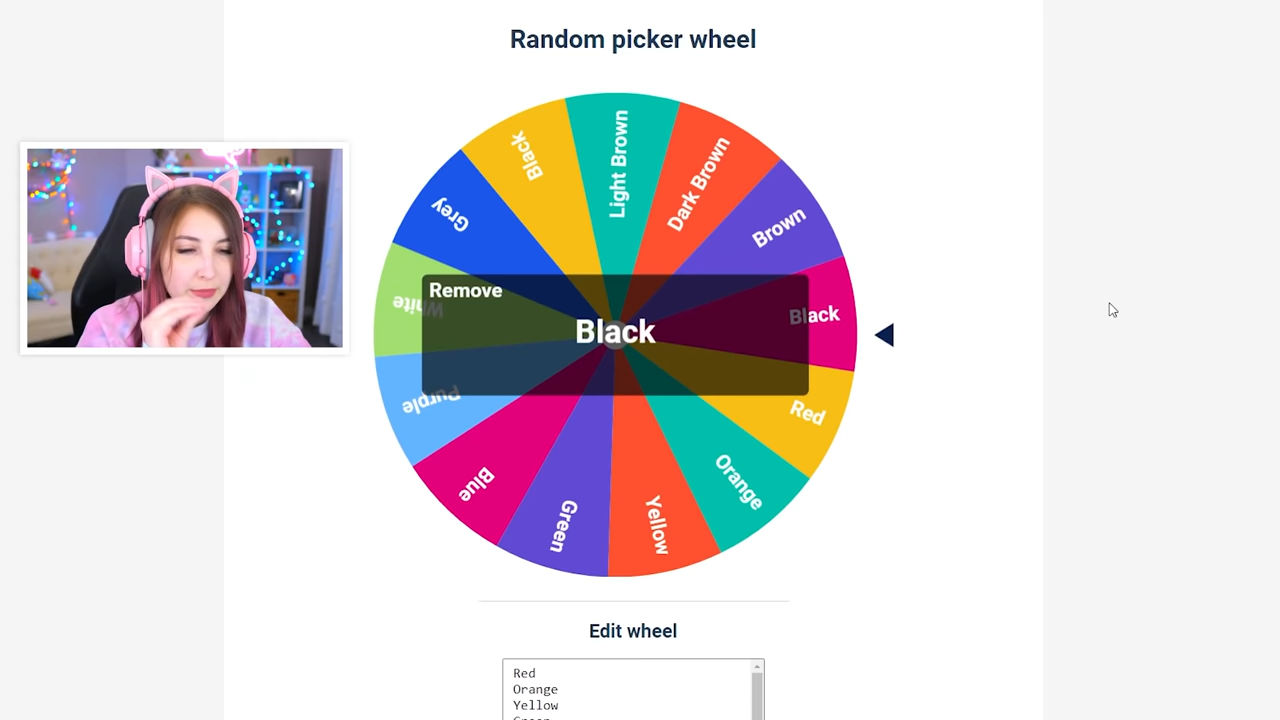 Random picker wheel
Light Brown
Dark Brown
Brown
Black
Red
Orange
Yellow
Green
Blue
Purple
White
Grey
Black
Remove
Black
Edit wheel
Red
Orange
Yellow